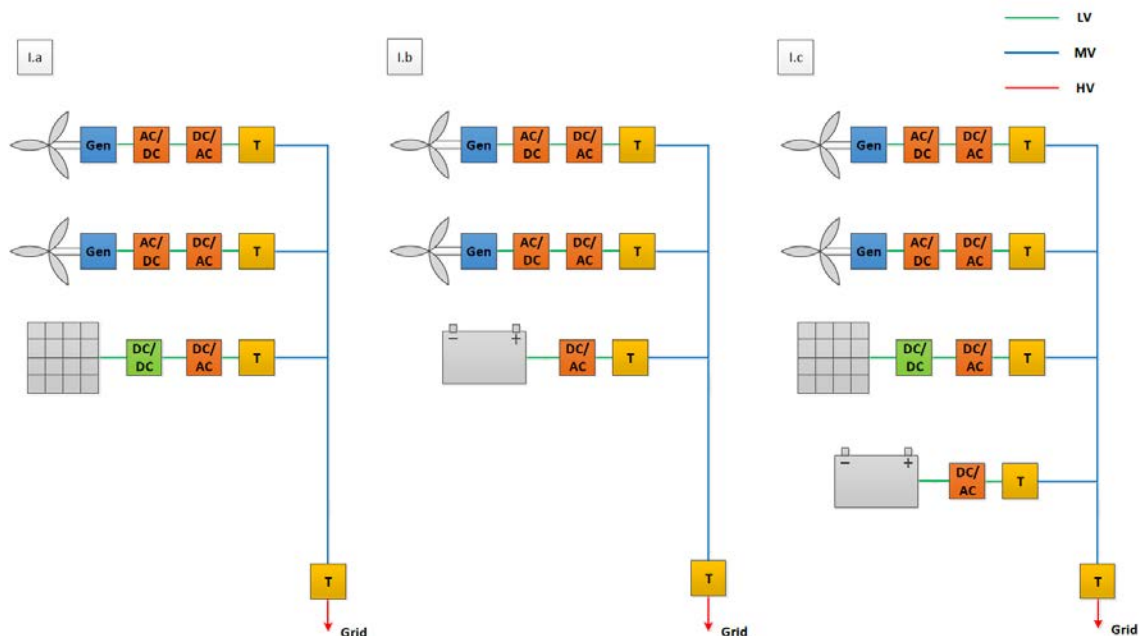 LV
I.a
I.b
I.c
MV
HV
Gen
AC/
DC
DC/
AC
T
Gen
AC/
DC
DC/
AC
T
Gen
AC/
DC
DC/
AC
T
Gen
AC/
DC
DC/
AC
T
Gen
AC/
DC
DC/
AC
T
Gen
AC/
DC
DC/
AC
T
DC/
DC
DC/
AC
T
− +
DC/
AC
T
DC/
DC
DC/
AC
T
− +
DC/
AC
T
T
T
T
Grid
Grid
Grid